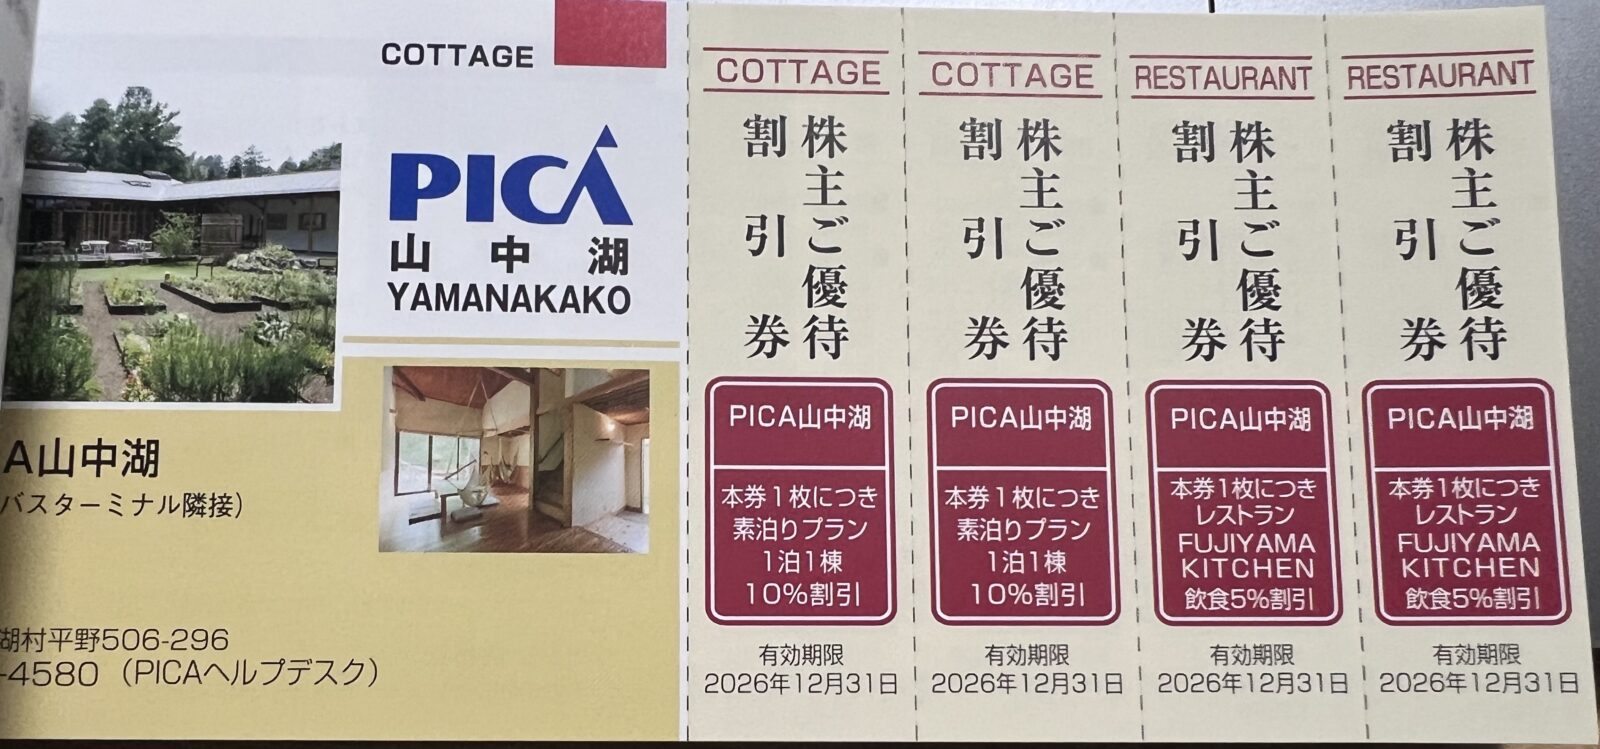 COTTAGE
PICA
山中湖
YAMANAKAKO
A山中湖
バスターミナル隣接)
湖村平野506-296
-4580 (PICAヘルプデスク)
COTTAGE
株主ご優待
割引券
PICA山中湖
本券1枚につき
素泊りプラン
1泊1棟
10%割引
有効期限
2026年12月31日
COTTAGE
株主ご優待
割引券
PICA山中湖
本券1枚につき
素泊りプラン
1泊1棟
10%割引
有効期限
2026年12月31日
RESTAURANT
株主ご優待
割引券
PICA山中湖
本券1枚につき
レストラン
FUJIYAMA
KITCHEN
飲食5%割引
有効期限
2026年12月31日
RESTAURANT
株主ご優待
割引券
PICA山中湖
本券1枚につき
レストラン
FUJIYAMA
KITCHEN
飲食5%割引
有効期限
2026年12月31日